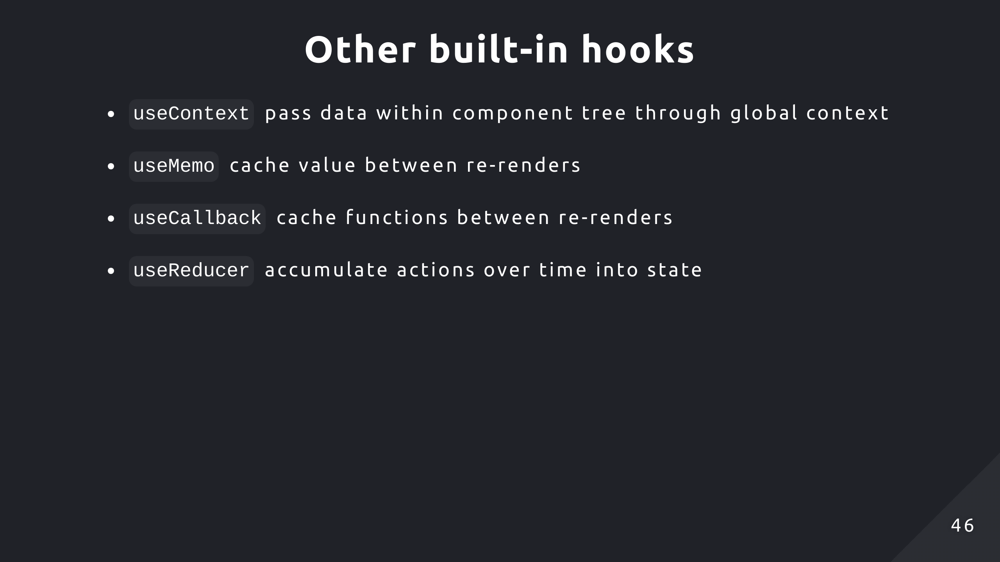 Other built-in hooks
• useContext pass data within component tree through global context
• useMemo cache value between re-renders
• useCallback cache functions between re-renders
• useReducer accumulate actions over time into state
46